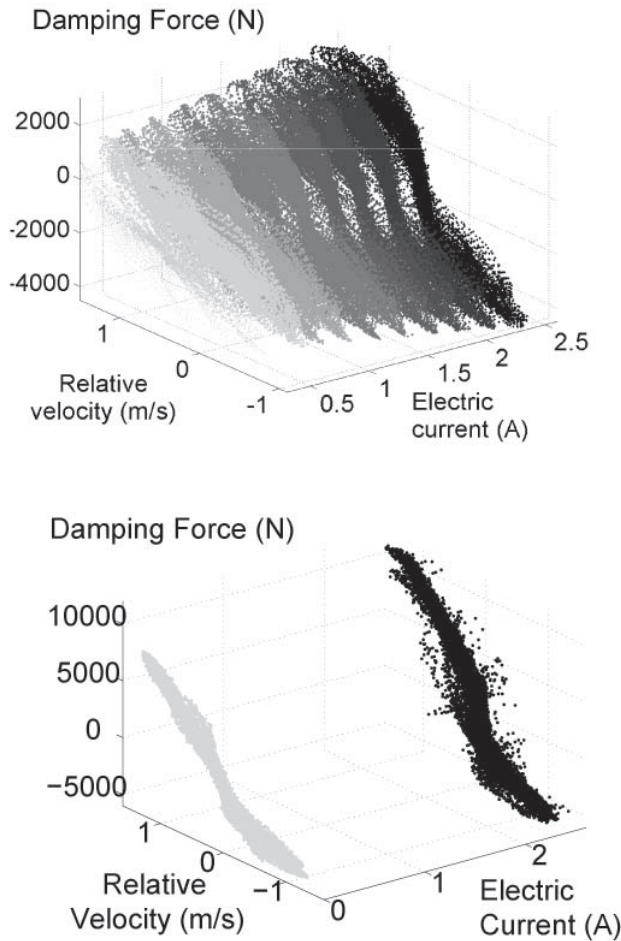 Damping Force (N)
2000
0
-2000
-4000
1
0
-1
Relative
velocity (m/s)
0.5
1
1.5
2
2.5
Electric
current (A)
Damping Force (N)
10000
5000
0
−5000
1
0
−1
Relative
Velocity (m/s)
0
1
2
Electric
Current (A)